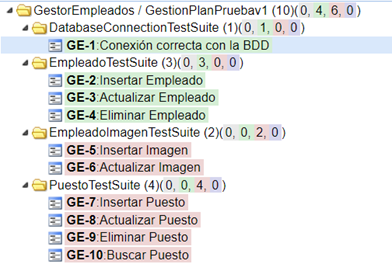 GestorEmpleados / GestionPlanPruebav1 (10)(0, 4, 6, 0)
DatabaseConnectionTestSuite (1)(0, 1, 0, 0)
GE-1:Conexión correcta con la BDD
EmpleadoTestSuite (3)(0, 3, 0, 0)
GE-2:Insertar Empleado
GE-3:Actualizar Empleado
GE-4:Eliminar Empleado
EmpleadoImagenTestSuite (2)(0, 0, 2, 0)
GE-5:Insertar Imagen
GE-6:Actualizar Imagen
PuestoTestSuite (4)(0, 0, 4, 0)
GE-7:Insertar Puesto
GE-8:Actualizar Puesto
GE-9:Eliminar Puesto
GE-10:Buscar Puesto